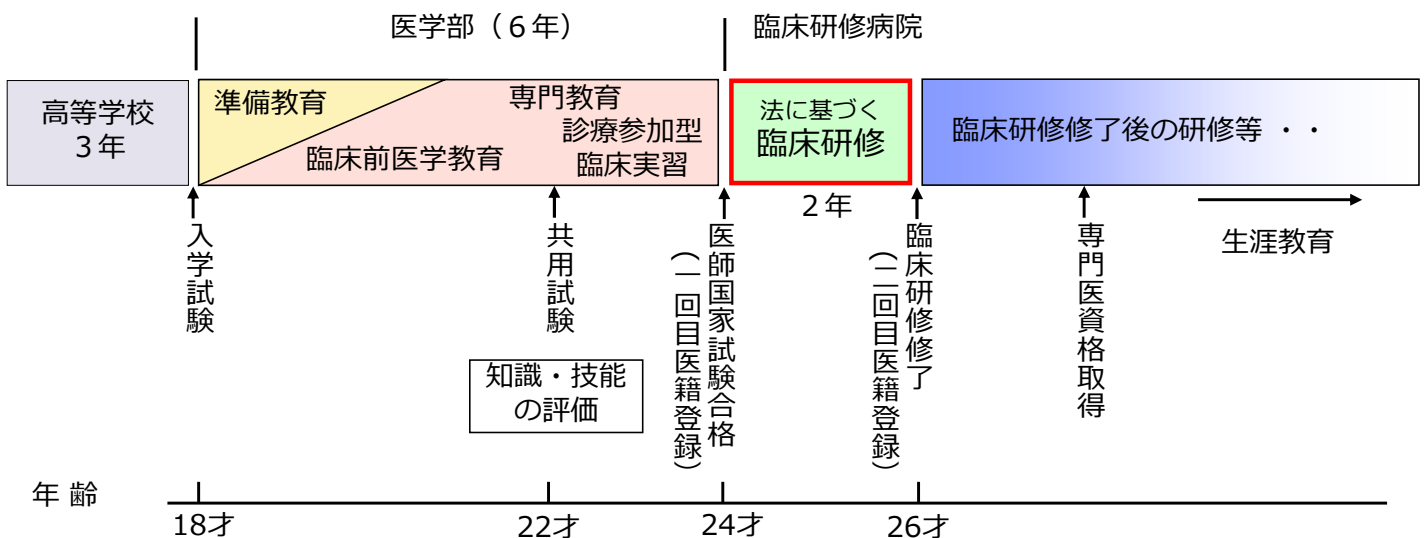 医学部（６年）
臨床研修病院
高等学校
３年
準備教育
専門教育
診療参加型
臨床前医学教育
臨床実習
法に基づく
臨床研修
臨床研修修了後の研修等 ・・
２年
生涯教育
入学試験
共用試験
医師国家試験合格
（一回目医籍登録）
臨床研修修了
（二回目医籍登録）
専門医資格取得
知識・技能
の評価
年 齢
18才
22才
24才
26才